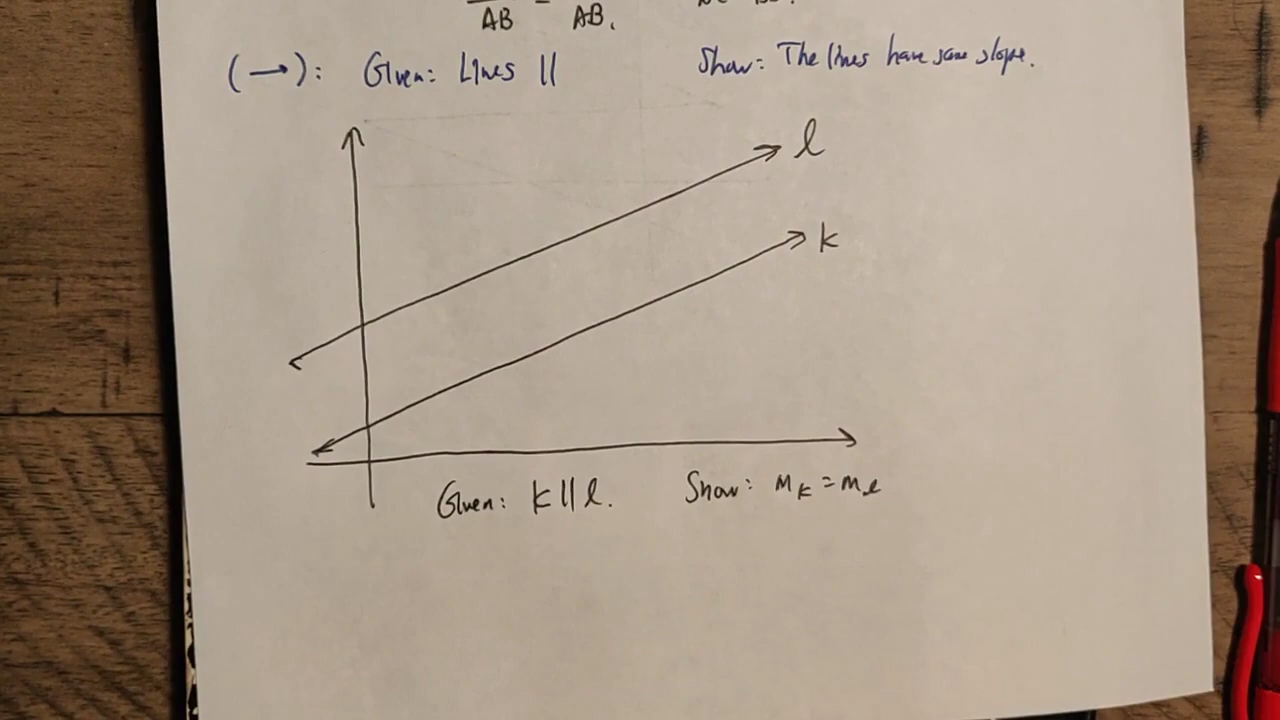 AB = AB.
(→): Given: Lines || Show: The lines have same slope.
l
k
Given: k || l. Show: mₖ = mₗ